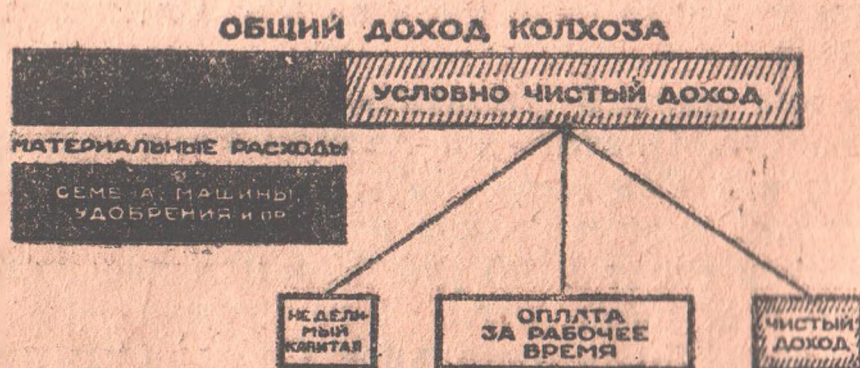 ОБЩИЙ ДОХОД КОЛХОЗА
УСЛОВНО ЧИСТЫЙ ДОХОД
МАТЕРИАЛЬНЫЕ РАСХОДЫ
СЕМЕНА, МАШИНЫ,
УДОБРЕНИЯ и пр
НЕДЕЛИ-
МЫЙ
КАПИТАЛ
ОПЛАТА
ЗА РАБОЧЕЕ
ВРЕМЯ
ЧИСТЫЙ
ДОХОД